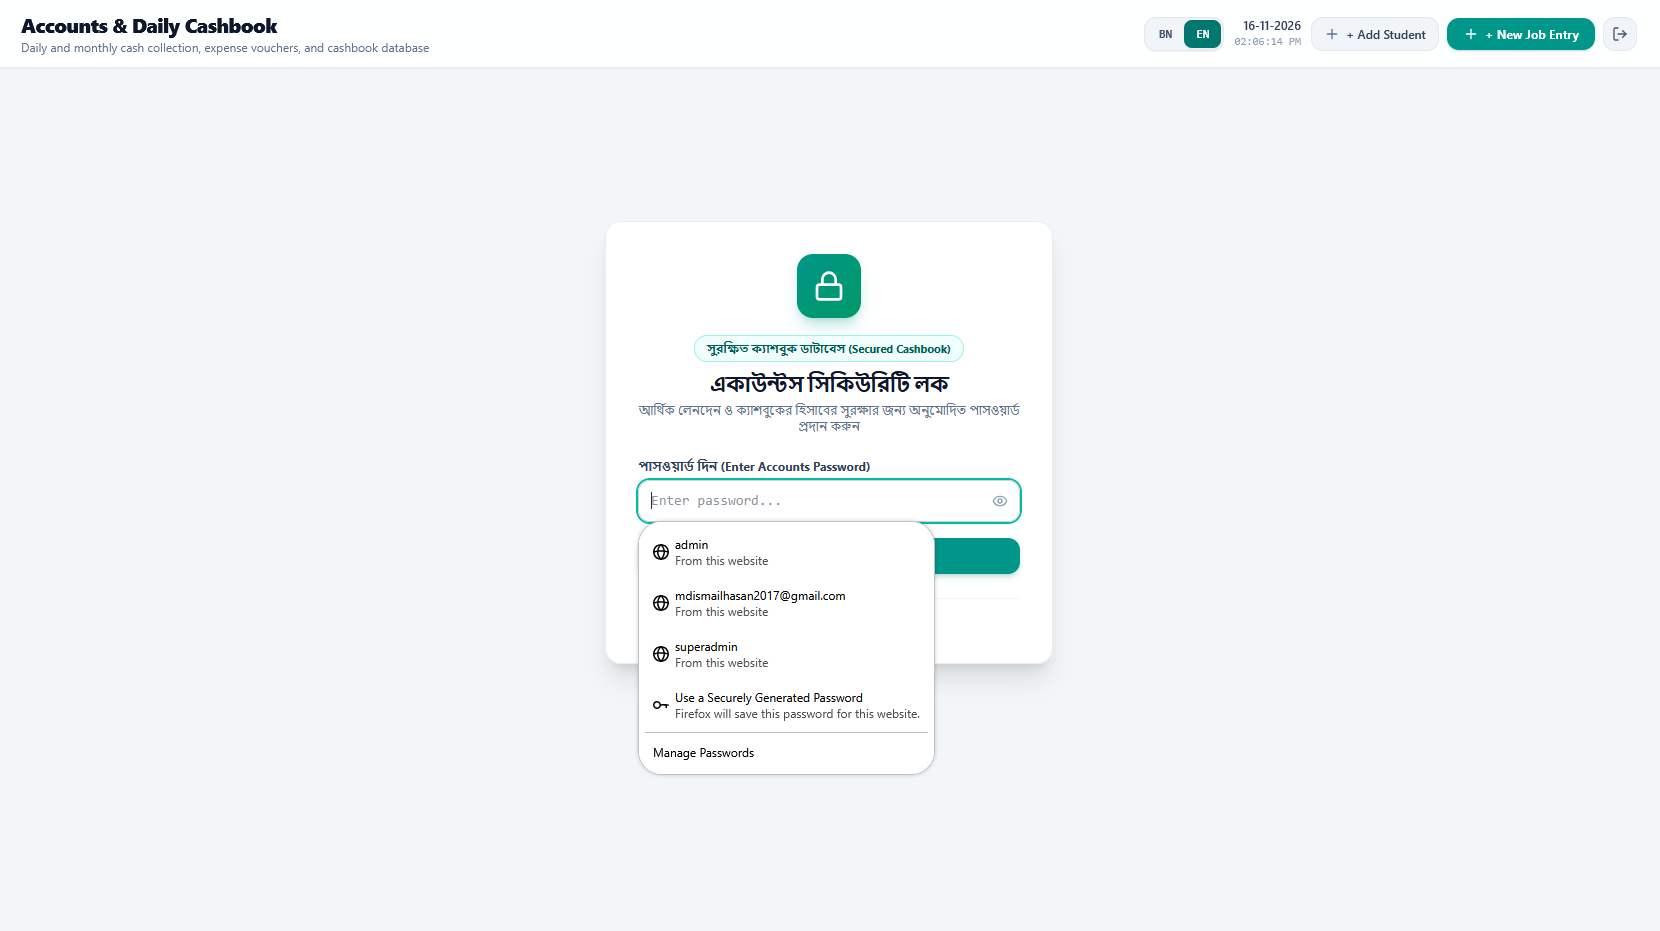 Accounts & Daily Cashbook
Daily and monthly cash collection, expense vouchers, and cashbook database
BN
EN
16-11-2026
02:06:14 PM
+ Add Student
+ New Job Entry
সুরক্ষিত ক্যাশবুক ডাটাবেস (Secured Cashbook)
একাউন্টস সিকিউরিটি লক
আর্থিক লেনদেন ও ক্যাশবুকের হিসাবের সুরক্ষার জন্য অনুমোদিত পাসওয়ার্ড
প্রদান করুন
পাসওয়ার্ড দিন (Enter Accounts Password)
Enter password...
admin
From this website
mdismailhasan2017@gmail.com
From this website
superadmin
From this website
Use a Securely Generated Password
Firefox will save this password for this website.
Manage Passwords